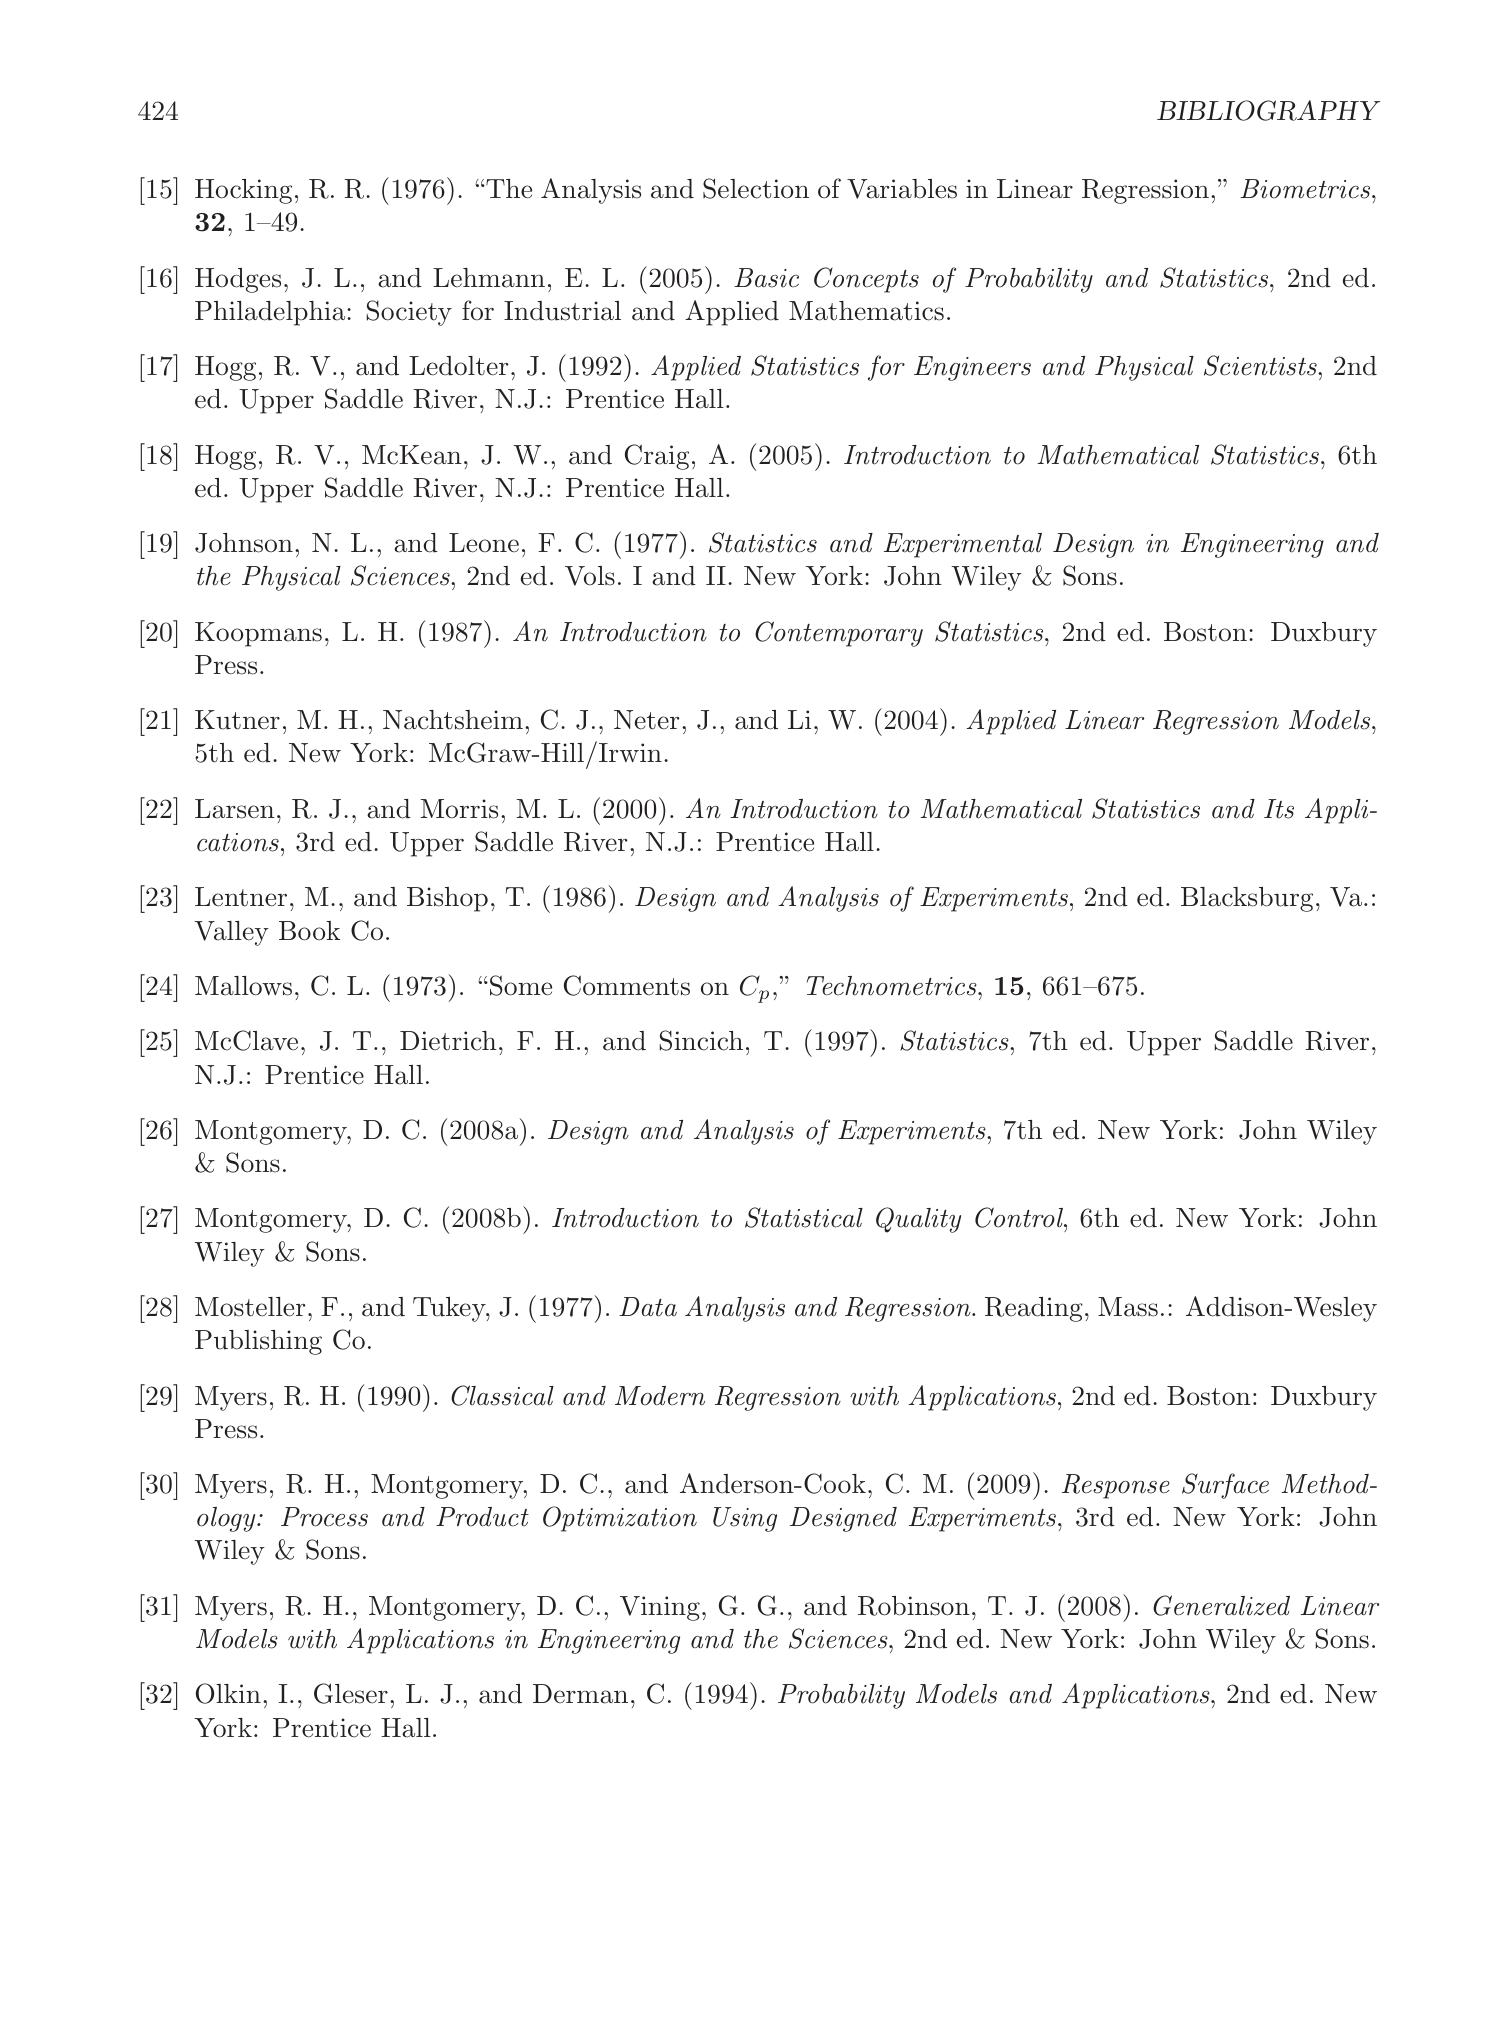 424 BIBLIOGRAPHY
[15] Hocking, R. R. (1976). “The Analysis and Selection of Variables in Linear Regression,” Biometrics,
32, 1–49.
[16] Hodges, J. L., and Lehmann, E. L. (2005). Basic Concepts of Probability and Statistics, 2nd ed.
Philadelphia: Society for Industrial and Applied Mathematics.
[17] Hogg, R. V., and Ledolter, J. (1992). Applied Statistics for Engineers and Physical Scientists, 2nd
ed. Upper Saddle River, N.J.: Prentice Hall.
[18] Hogg, R. V., McKean, J. W., and Craig, A. (2005). Introduction to Mathematical Statistics, 6th
ed. Upper Saddle River, N.J.: Prentice Hall.
[19] Johnson, N. L., and Leone, F. C. (1977). Statistics and Experimental Design in Engineering and
the Physical Sciences, 2nd ed. Vols. I and II. New York: John Wiley & Sons.
[20] Koopmans, L. H. (1987). An Introduction to Contemporary Statistics, 2nd ed. Boston: Duxbury
Press.
[21] Kutner, M. H., Nachtsheim, C. J., Neter, J., and Li, W. (2004). Applied Linear Regression Models,
5th ed. New York: McGraw-Hill/Irwin.
[22] Larsen, R. J., and Morris, M. L. (2000). An Introduction to Mathematical Statistics and Its Appli-
cations, 3rd ed. Upper Saddle River, N.J.: Prentice Hall.
[23] Lentner, M., and Bishop, T. (1986). Design and Analysis of Experiments, 2nd ed. Blacksburg, Va.:
Valley Book Co.
[24] Mallows, C. L. (1973). “Some Comments on Cp,” Technometrics, 15, 661–675.
[25] McClave, J. T., Dietrich, F. H., and Sincich, T. (1997). Statistics, 7th ed. Upper Saddle River,
N.J.: Prentice Hall.
[26] Montgomery, D. C. (2008a). Design and Analysis of Experiments, 7th ed. New York: John Wiley
& Sons.
[27] Montgomery, D. C. (2008b). Introduction to Statistical Quality Control, 6th ed. New York: John
Wiley & Sons.
[28] Mosteller, F., and Tukey, J. (1977). Data Analysis and Regression. Reading, Mass.: Addison-Wesley
Publishing Co.
[29] Myers, R. H. (1990). Classical and Modern Regression with Applications, 2nd ed. Boston: Duxbury
Press.
[30] Myers, R. H., Montgomery, D. C., and Anderson-Cook, C. M. (2009). Response Surface Method-
ology: Process and Product Optimization Using Designed Experiments, 3rd ed. New York: John
Wiley & Sons.
[31] Myers, R. H., Montgomery, D. C., Vining, G. G., and Robinson, T. J. (2008). Generalized Linear
Models with Applications in Engineering and the Sciences, 2nd ed. New York: John Wiley & Sons.
[32] Olkin, I., Gleser, L. J., and Derman, C. (1994). Probability Models and Applications, 2nd ed. New
York: Prentice Hall.